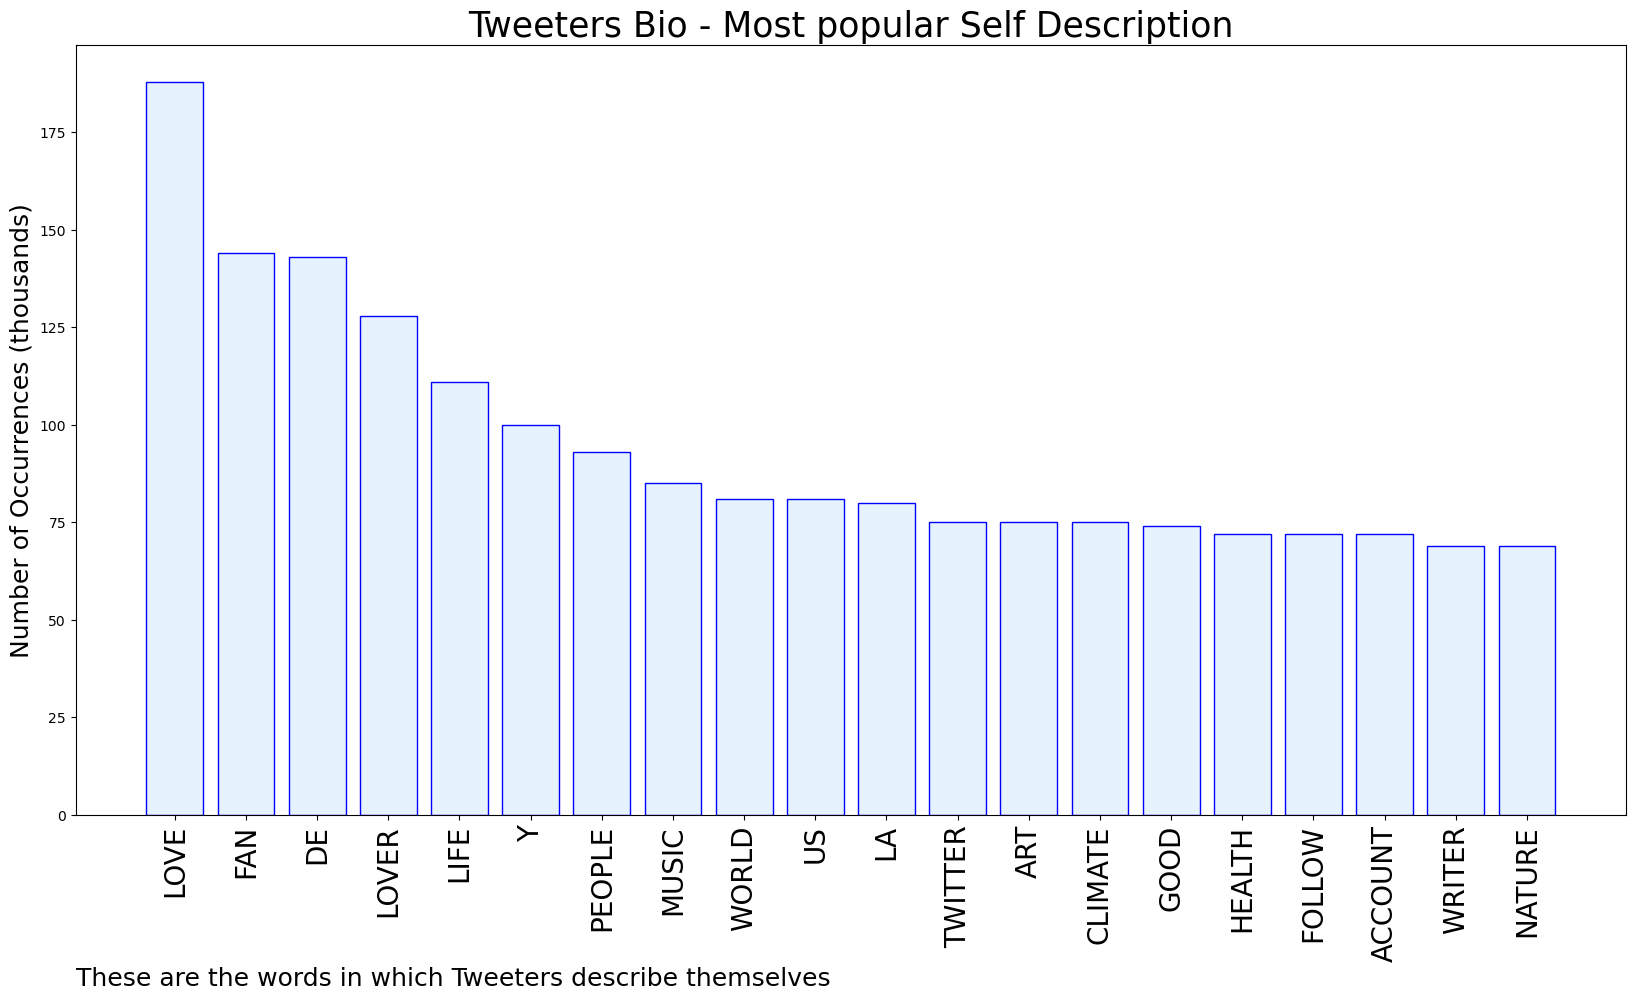 Tweeters Bio - Most popular Self Description
Number of Occurrences (thousands)
175
150
125
100
75
50
25
0
LOVE
FAN
DE
LOVER
LIFE
Y
PEOPLE
MUSIC
WORLD
US
LA
TWITTER
ART
CLIMATE
GOOD
HEALTH
FOLLOW
ACCOUNT
WRITER
NATURE
These are the words in which Tweeters describe themselves